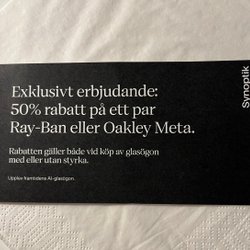 Exklusivt erbjudande:
50% rabatt på ett par
Ray-Ban eller Oakley Meta.
Rabatten gäller både vid köp av glasögon
med eller utan styrka.
Upplev framtidens AI-glasögon.
Synoptik